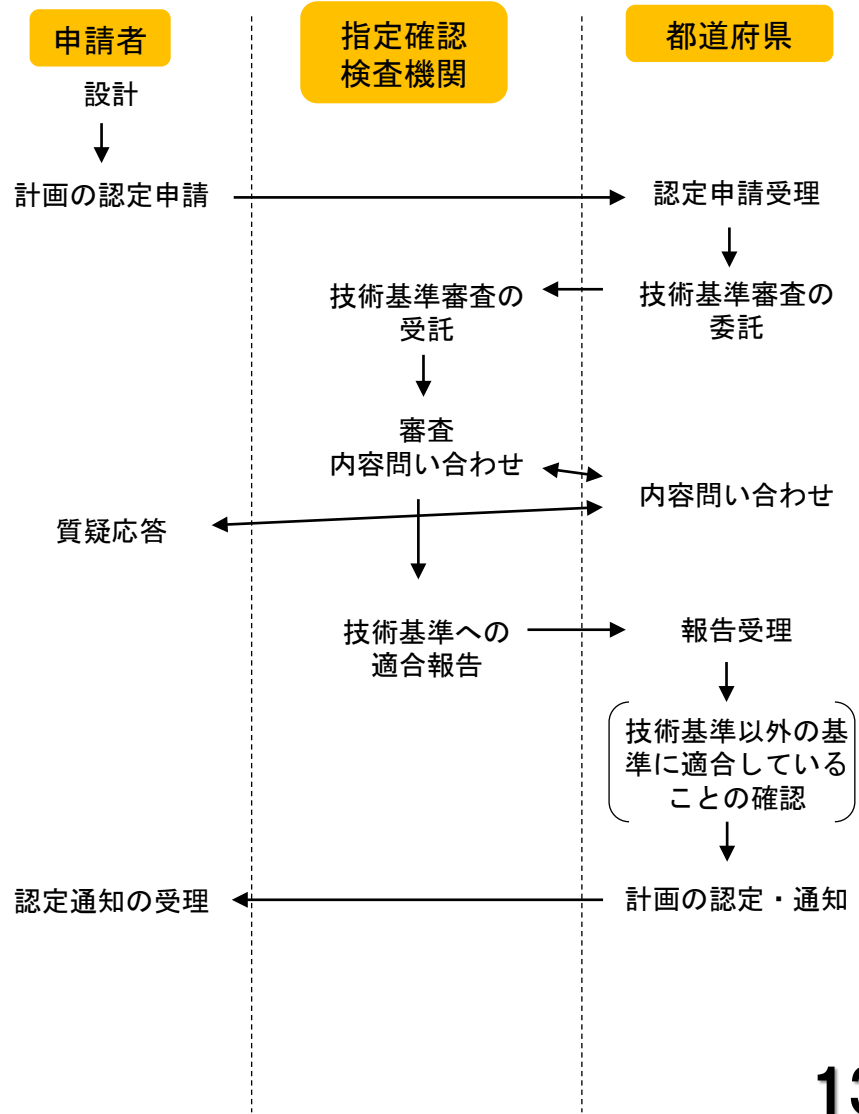 申請者
指定確認
検査機関
都道府県
設計
計画の認定申請
認定申請受理
技術基準審査の
受託
技術基準審査の
委託
審査
内容問い合わせ
内容問い合わせ
質疑応答
技術基準への
適合報告
報告受理
技術基準以外の基
準に適合している
ことの確認
認定通知の受理
計画の認定・通知
13